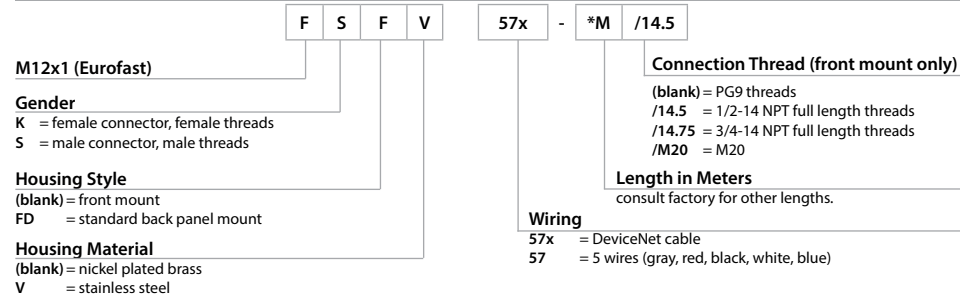 F S F V 57x - *M /14.5
M12x1 (Eurofast)
Gender
K = female connector, female threads
S = male connector, male threads
Housing Style
(blank) = front mount
FD = standard back panel mount
Housing Material
(blank) = nickel plated brass
V = stainless steel
Connection Thread (front mount only)
(blank) = PG9 threads
/14.5 = 1/2-14 NPT full length threads
/14.75 = 3/4-14 NPT full length threads
/M20 = M20
Length in Meters
consult factory for other lengths.
Wiring
57x = DeviceNet cable
57 = 5 wires (gray, red, black, white, blue)